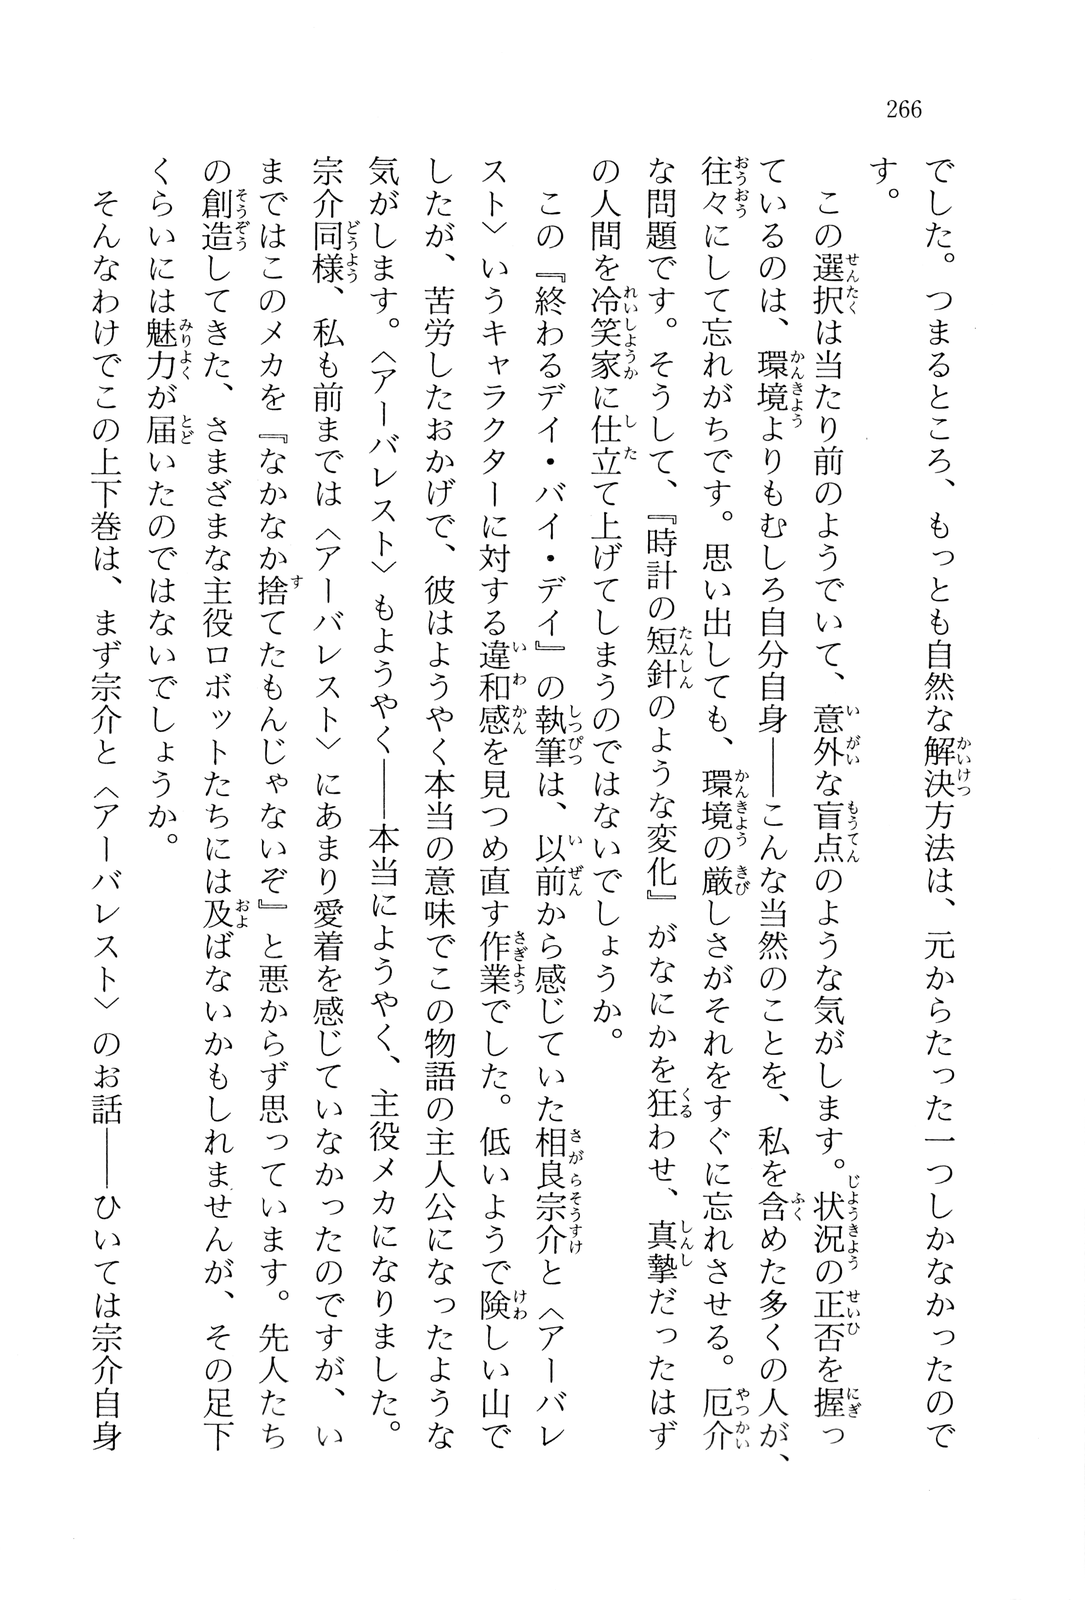 266
でした。つまるところ、もっとも自然な解決方法は、元からたった一つしかなかったので
す。
　この選択は当たり前のようでいて、意外な盲点のような気がします。状況の正否を握っ
ているのは、環境よりもむしろ自分自身――こんな当然のことを、私を含めた多くの人が、
往々にして忘れがちです。思い出しても、環境の厳しさがそれをすぐに忘れさせる。厄介
な問題です。そうして、『時計の短針のような変化』がなにかを狂わせ、真摯だったはず
の人間を冷笑家に仕立て上げてしまうのではないでしょうか。
　この『終わるデイ・バイ・デイ』の執筆は、以前から感じていた相良宗介と〈アーバレ
スト〉いうキャラクターに対する違和感を見つめ直す作業でした。低いようで険しい山で
したが、苦労したおかげで、彼はようやく本当の意味でこの物語の主人公になったような
気がします。〈アーバレスト〉もようやく――本当にようやく、主役メカになりました。
宗介同様、私も前までは〈アーバレスト〉にあまり愛着を感じていなかったのですが、い
まではこのメカを『なかなか捨てたもんじゃないぞ』と悪からず思っています。先人たち
の創造してきた、さまざまな主役ロボットたちには及ばないかもしれませんが、その足下
くらいには魅力が届いたのではないでしょうか。
　そんなわけでこの上下巻は、まず宗介と〈アーバレスト〉のお話――ひいては宗介自身